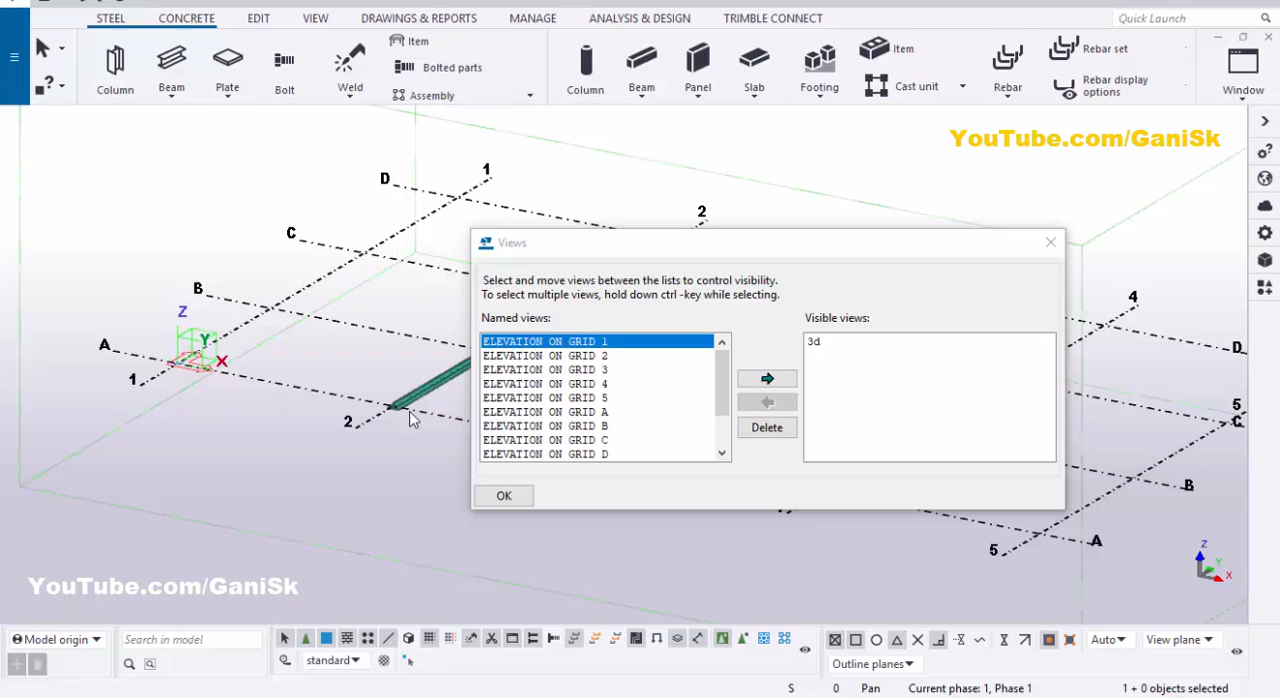 STEEL CONCRETE EDIT VIEW DRAWINGS & REPORTS MANAGE ANALYSIS & DESIGN TRIMBLE CONNECT Quick Launch
Item
Item
Rebar set
Bolted parts
Rebar display options
Cast unit
Column Beam Plate Bolt Weld
Assembly
Column Beam Panel Slab Footing
Rebar
Window
YouTube.com/GaniSk
1
D
2
C
B
4
Z
Y
A
X
1
2
D
5
C
B
A
5
Views
Select and move views between the lists to control visibility.
To select multiple views, hold down ctrl -key while selecting.
Named views:
Visible views:
ELEVATION ON GRID 1
ELEVATION ON GRID 2
ELEVATION ON GRID 3
ELEVATION ON GRID 4
ELEVATION ON GRID 5
ELEVATION ON GRID A
ELEVATION ON GRID B
ELEVATION ON GRID C
ELEVATION ON GRID D
3d
Delete
OK
Z
Y
X
YouTube.com/GaniSk
Model origin
Search in model
standard
Auto
View plane
Outline planes
S 0 Pan Current phase: 1, Phase 1 1 + 0 objects selected